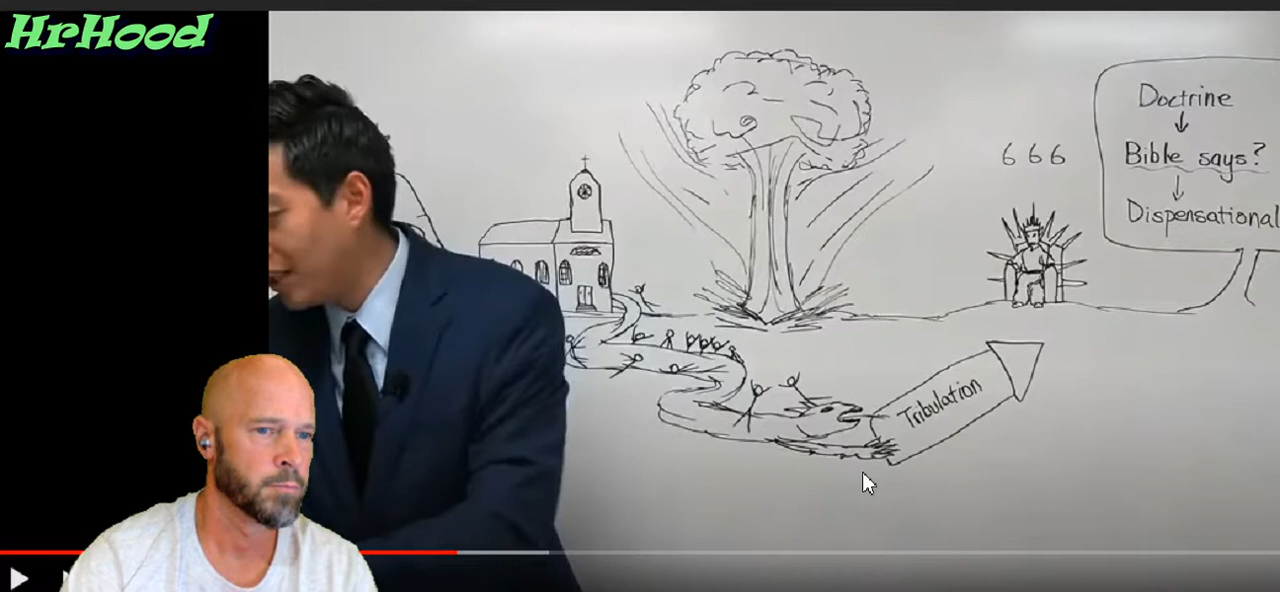 HrHood
Doctrine
Bible says?
Dispensational
666
Tribulation